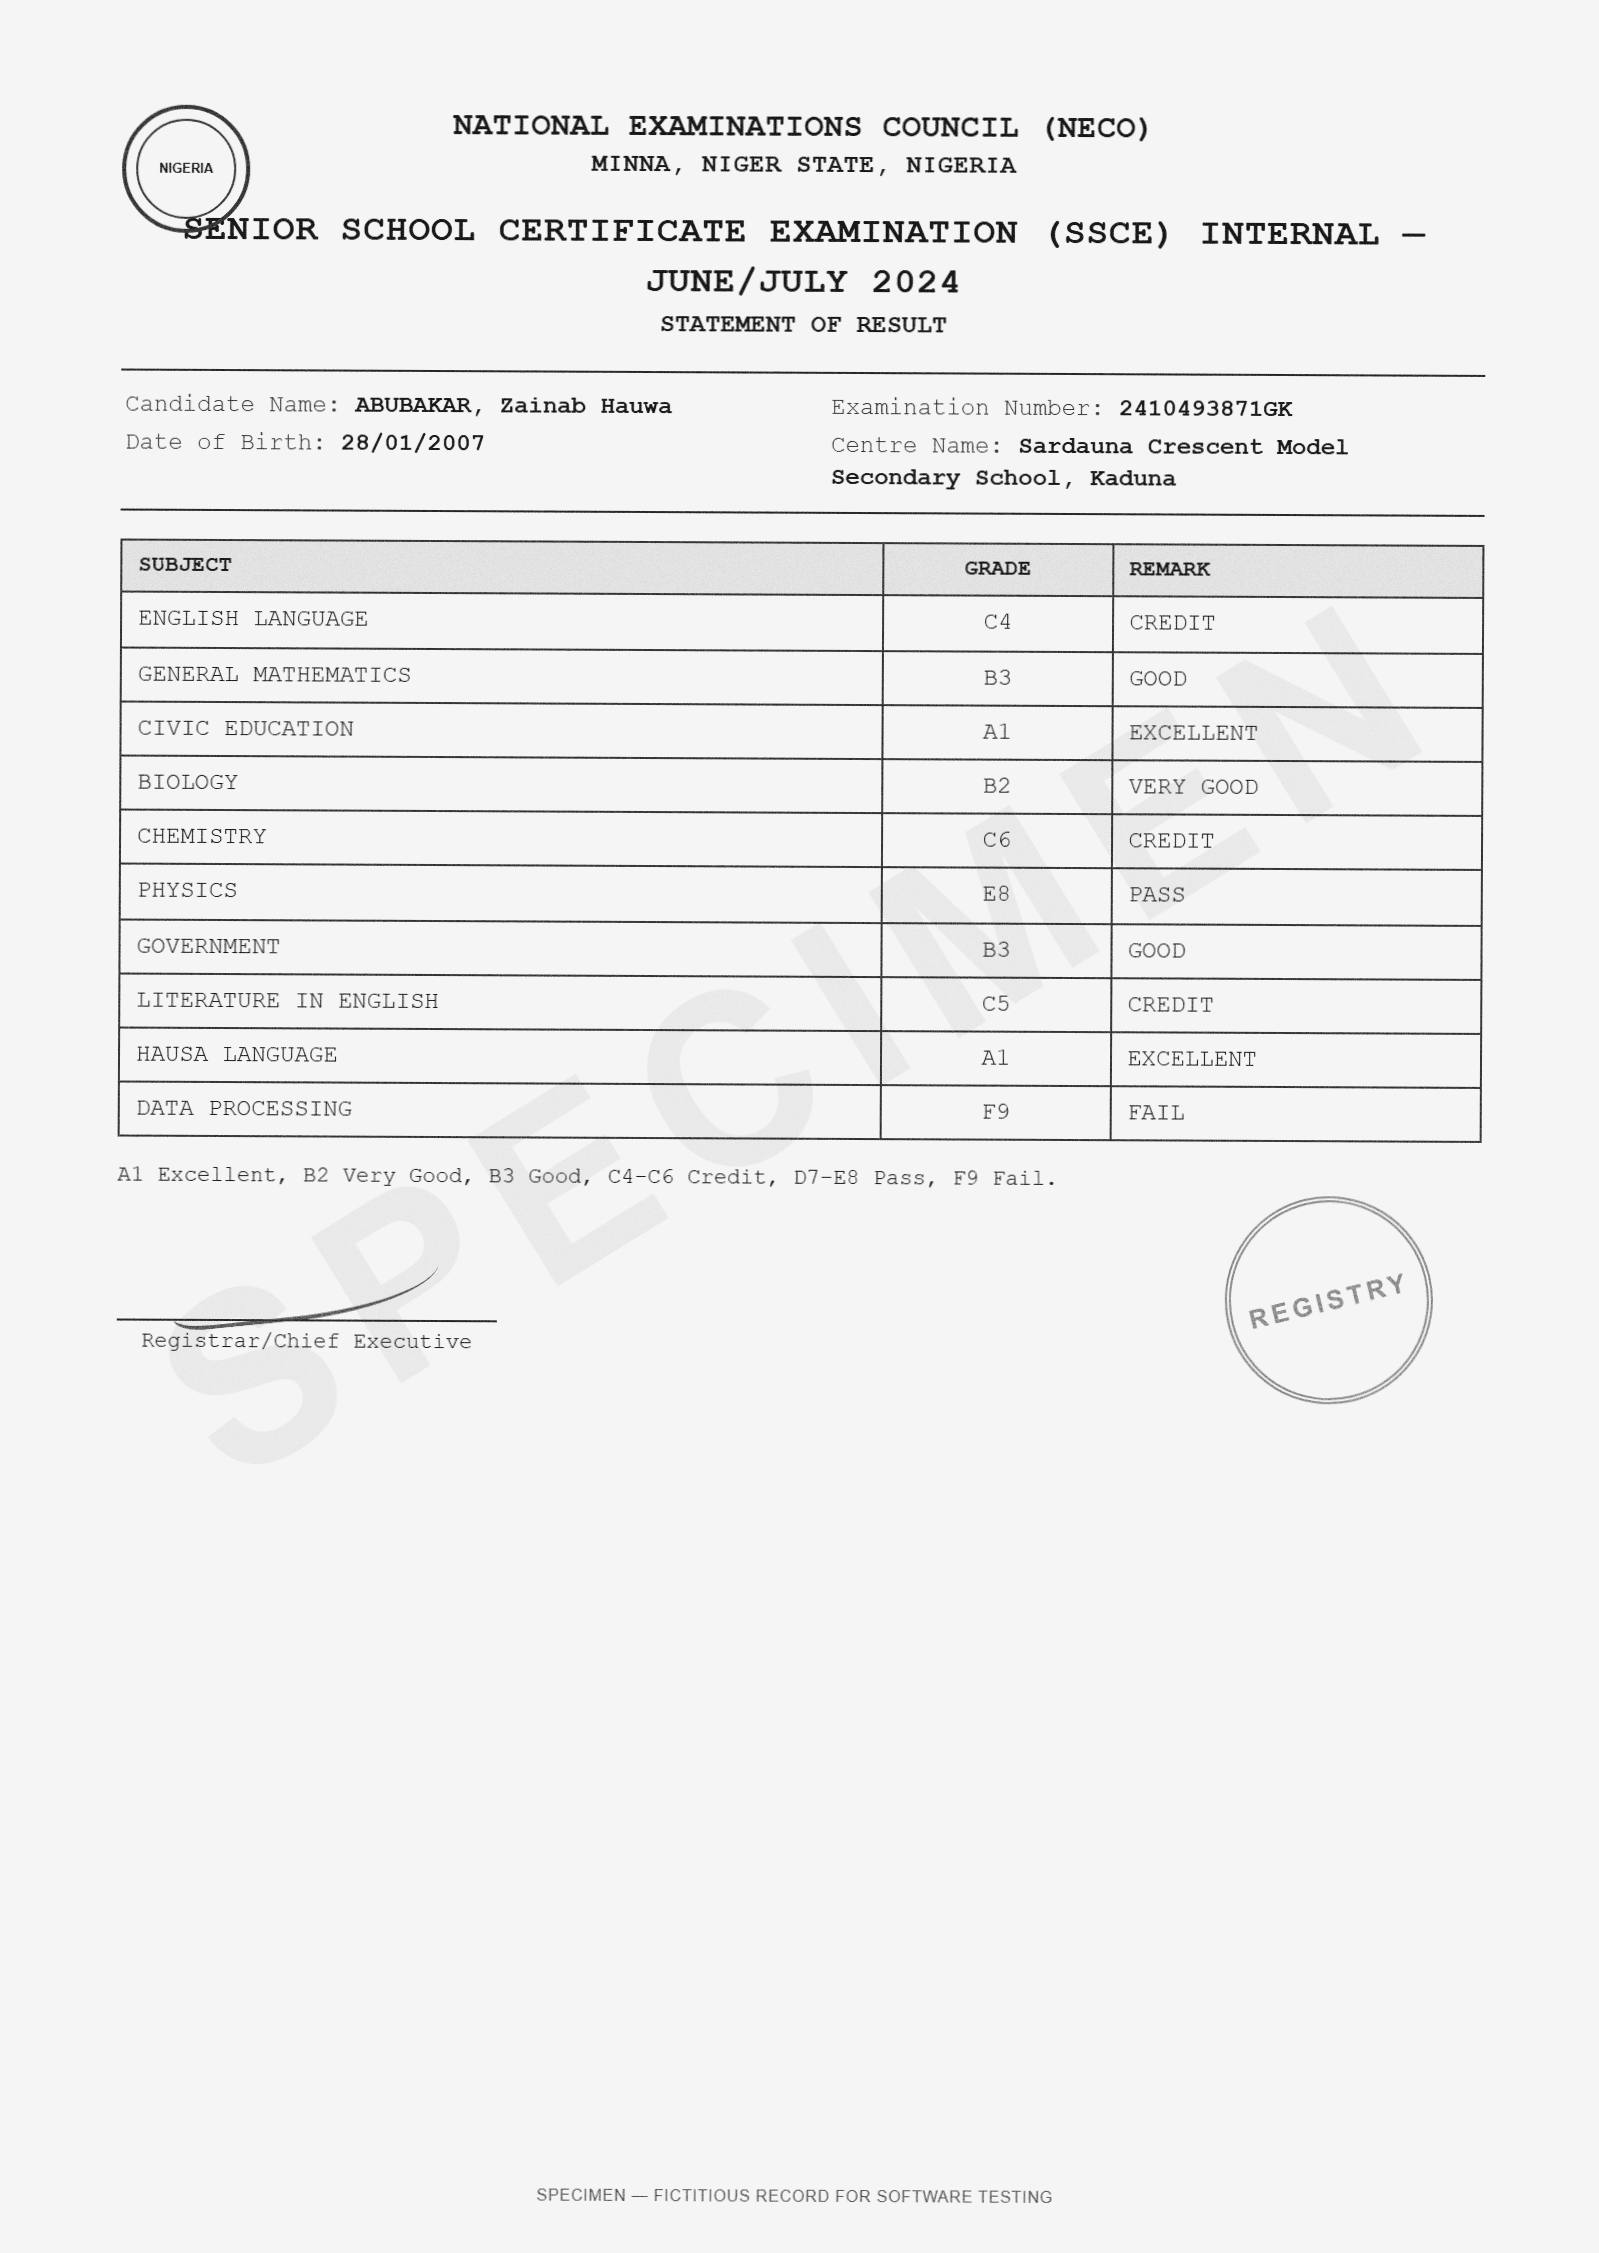 NIGERIA
NATIONAL EXAMINATIONS COUNCIL (NECO)
MINNA, NIGER STATE, NIGERIA
SENIOR SCHOOL CERTIFICATE EXAMINATION (SSCE) INTERNAL —
JUNE/JULY 2024
STATEMENT OF RESULT
Candidate Name: ABUBAKAR, Zainab Hauwa
Date of Birth: 28/01/2007
Examination Number: 2410493871GK
Centre Name: Sardauna Crescent Model
Secondary School, Kaduna
SUBJECT GRADE REMARK
ENGLISH LANGUAGE C4 CREDIT
GENERAL MATHEMATICS B3 GOOD
CIVIC EDUCATION A1 EXCELLENT
BIOLOGY B2 VERY GOOD
CHEMISTRY C6 CREDIT
PHYSICS E8 PASS
GOVERNMENT B3 GOOD
LITERATURE IN ENGLISH C5 CREDIT
HAUSA LANGUAGE A1 EXCELLENT
DATA PROCESSING F9 FAIL
A1 Excellent, B2 Very Good, B3 Good, C4-C6 Credit, D7-E8 Pass, F9 Fail.
Registrar/Chief Executive
REGISTRY
SPECIMEN
SPECIMEN — FICTITIOUS RECORD FOR SOFTWARE TESTING